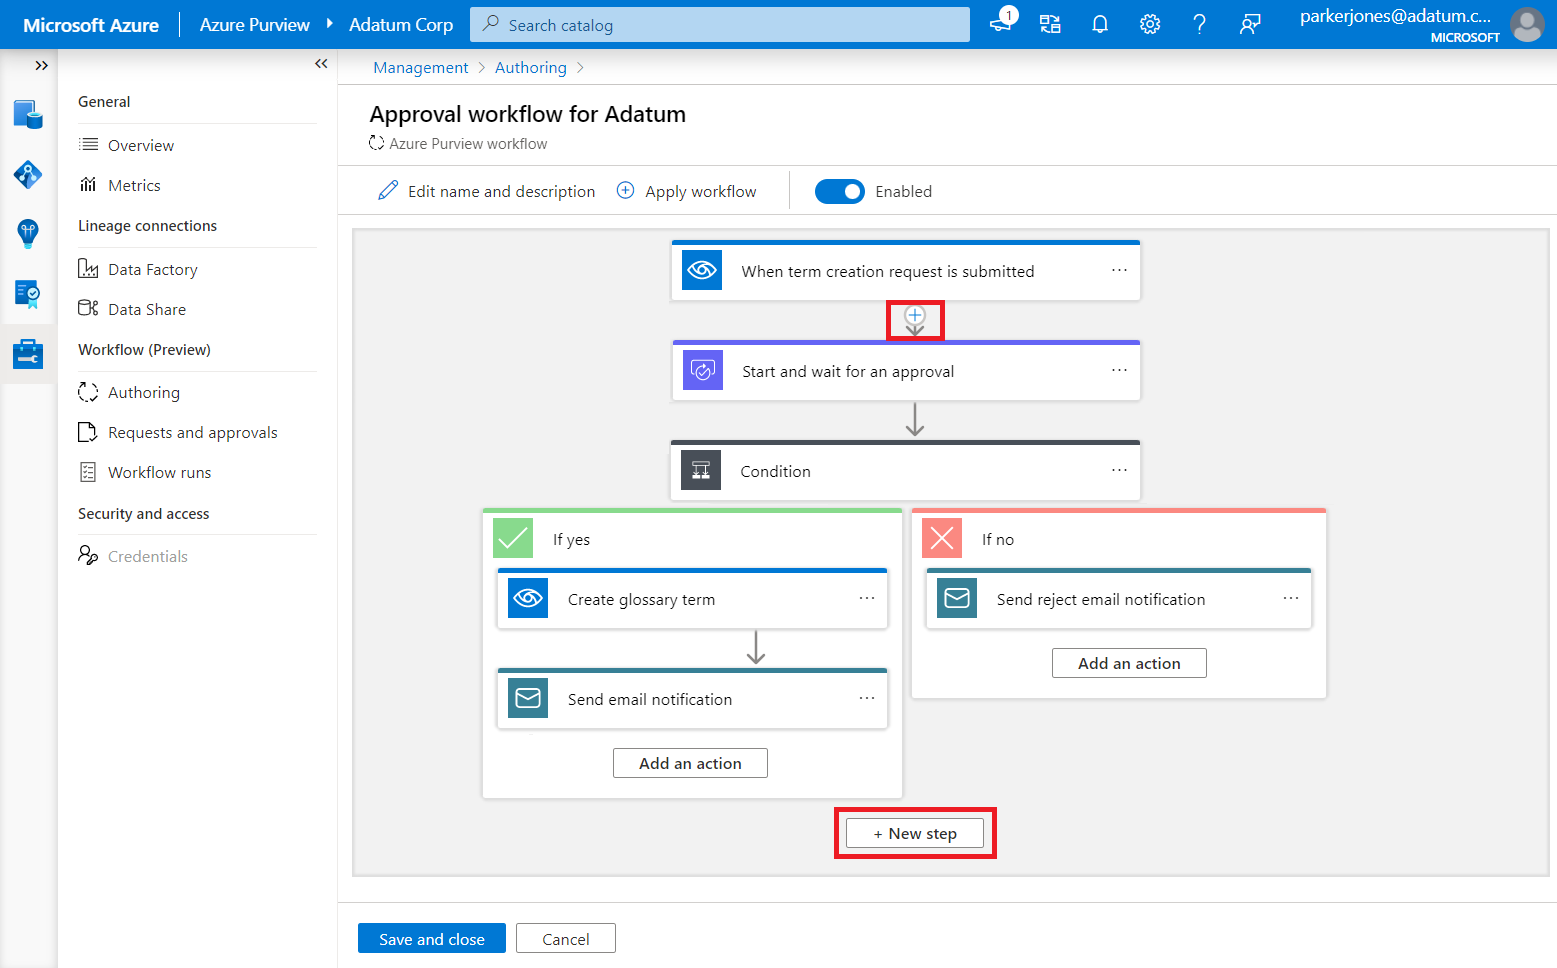 Microsoft Azure
Azure Purview
Adatum Corp
Search catalog
1
parkerjones@adatum.c...
MICROSOFT
General
Overview
Metrics
Lineage connections
Data Factory
Data Share
Workflow (Preview)
Authoring
Requests and approvals
Workflow runs
Security and access
Credentials
Management > Authoring >
Approval workflow for Adatum
Azure Purview workflow
Edit name and description
Apply workflow
Enabled
When term creation request is submitted
Start and wait for an approval
Condition
If yes
Create glossary term
Send email notification
Add an action
If no
Send reject email notification
Add an action
+ New step
Save and close
Cancel